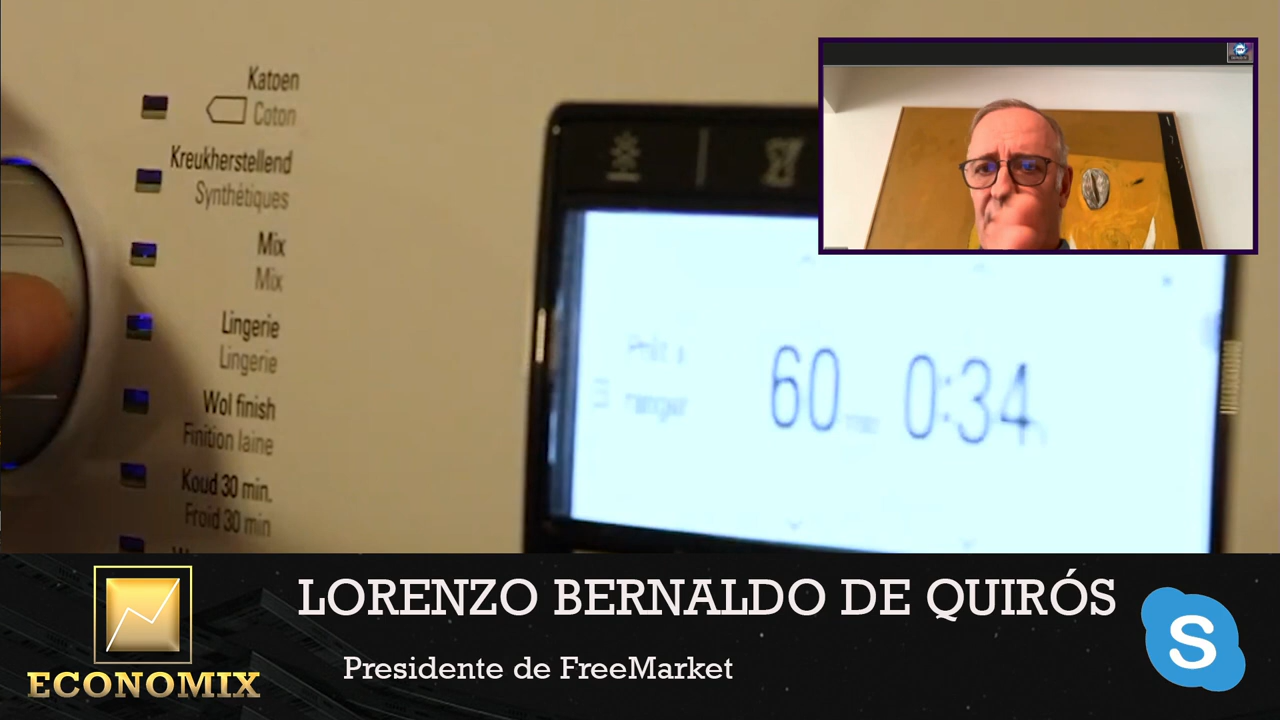 Katoen
Coton
Kreukherstellend
Synthétiques
Mix
Mix
Lingerie
Lingerie
Wol finish
Finition laine
Koud 30 min.
Froid 30 min
60 0:34
LORENZO BERNALDO DE QUIRÓS
Presidente de FreeMarket
ECONOMIX
S